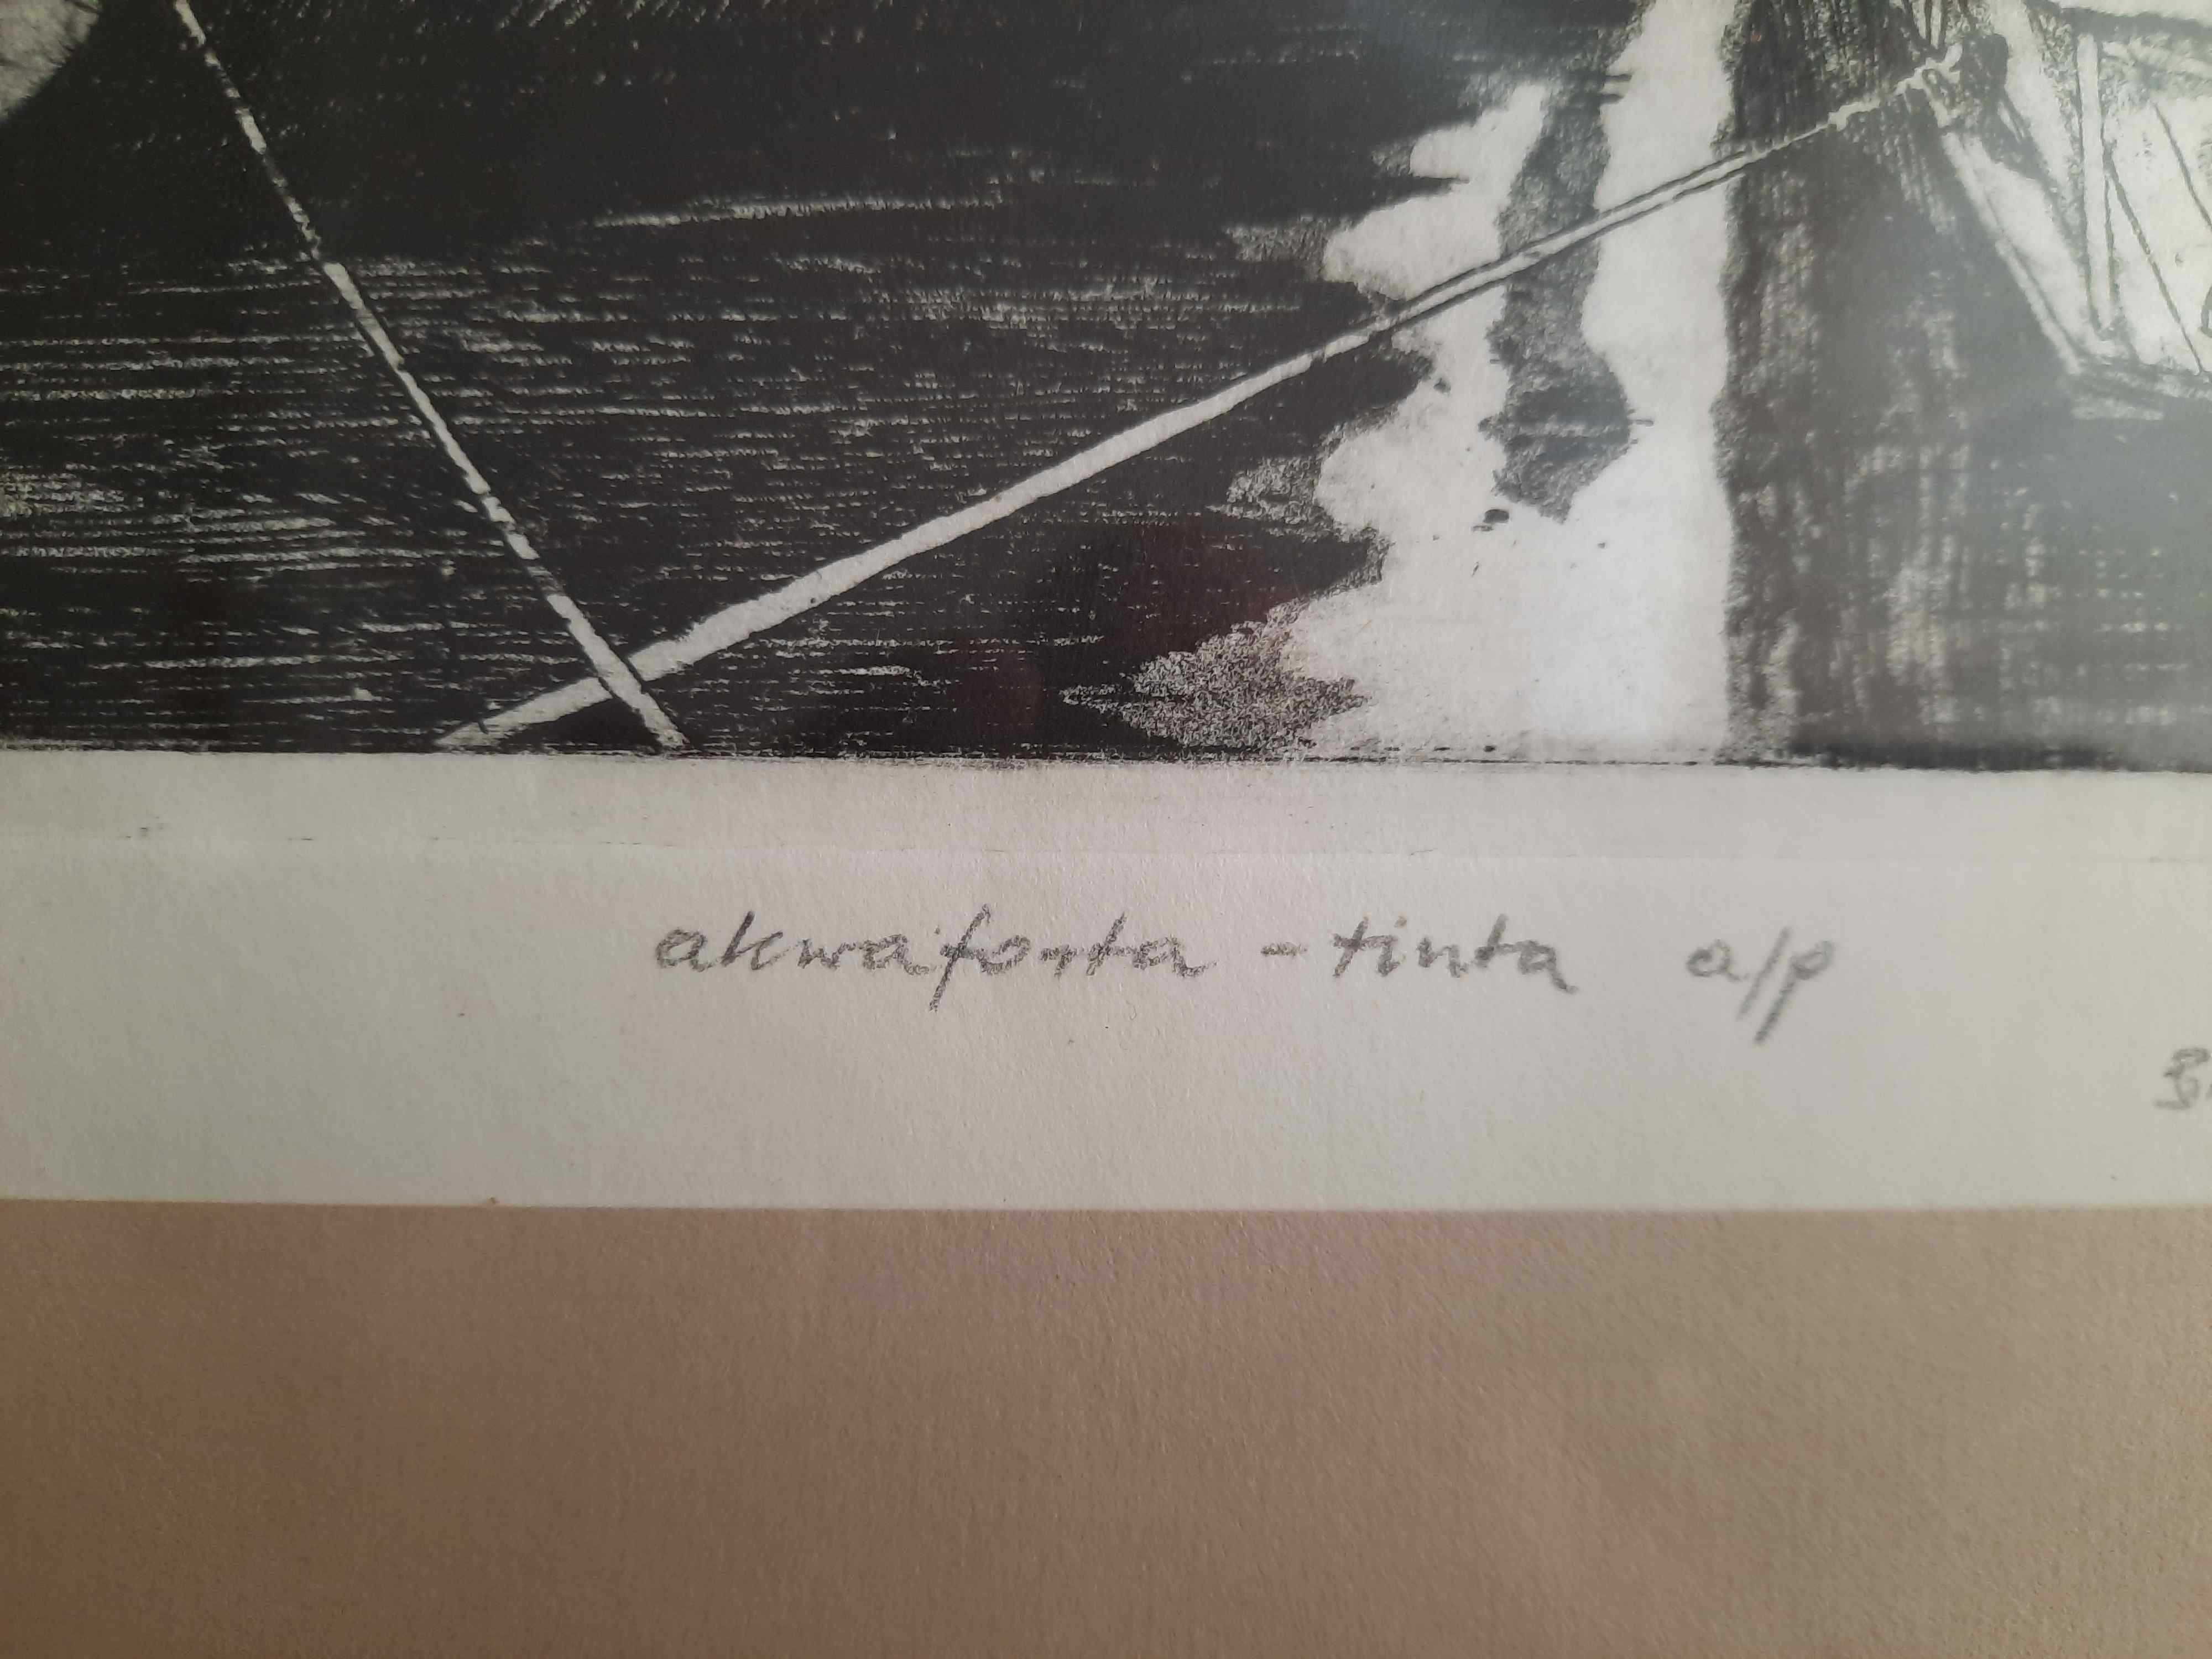 akwaforta - tinta a/p